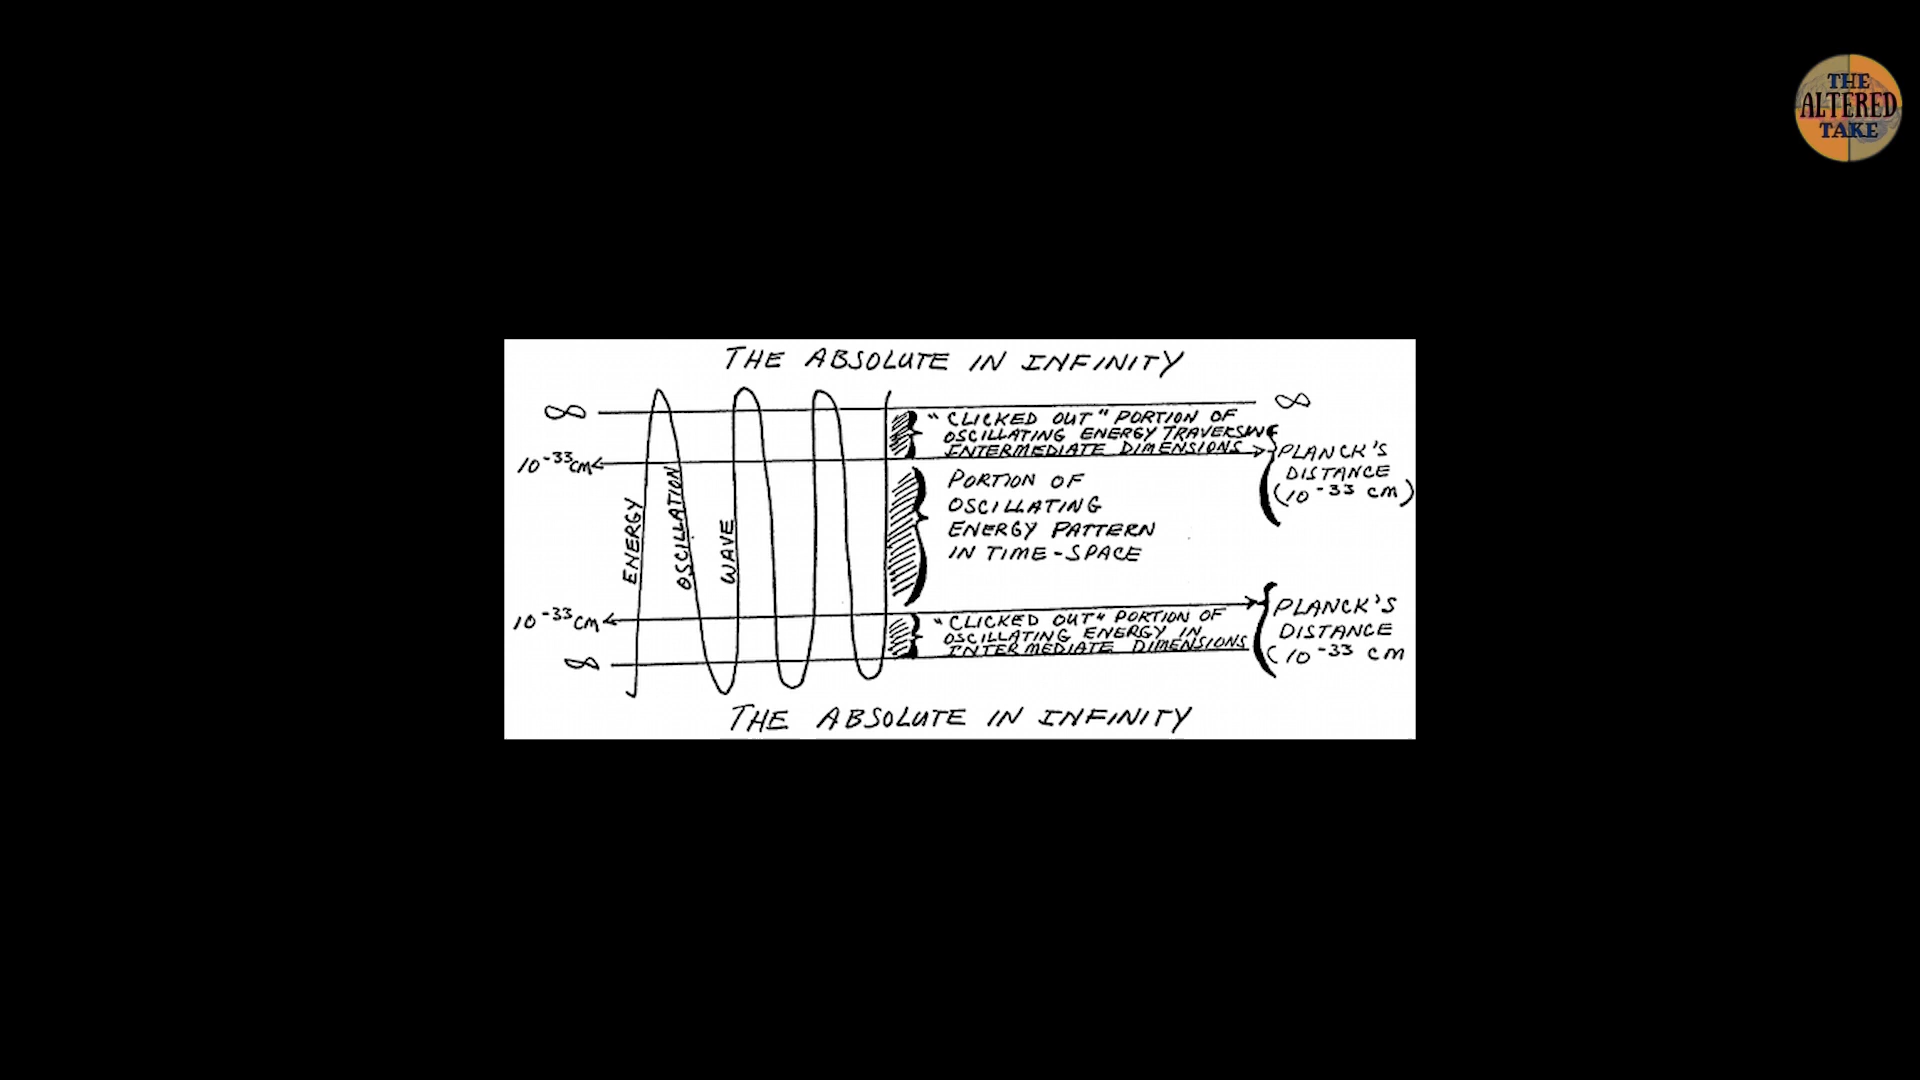 THE
ALTERED
TAKE
THE ABSOLUTE IN INFINITY
∞
∞
"CLICKED OUT" PORTION OF
OSCILLATING ENERGY TRAVERSING
INTERMEDIATE DIMENSIONS
10⁻³³cm
PLANCK'S
DISTANCE
(10⁻³³ cm)
ENERGY
OSCILLATION
WAVE
PORTION OF
OSCILLATING
ENERGY PATTERN
IN TIME-SPACE
10⁻³³cm
"CLICKED OUT" PORTION OF
OSCILLATING ENERGY IN
INTERMEDIATE DIMENSIONS
PLANCK'S
DISTANCE
(10⁻³³ cm
∞
THE ABSOLUTE IN INFINITY